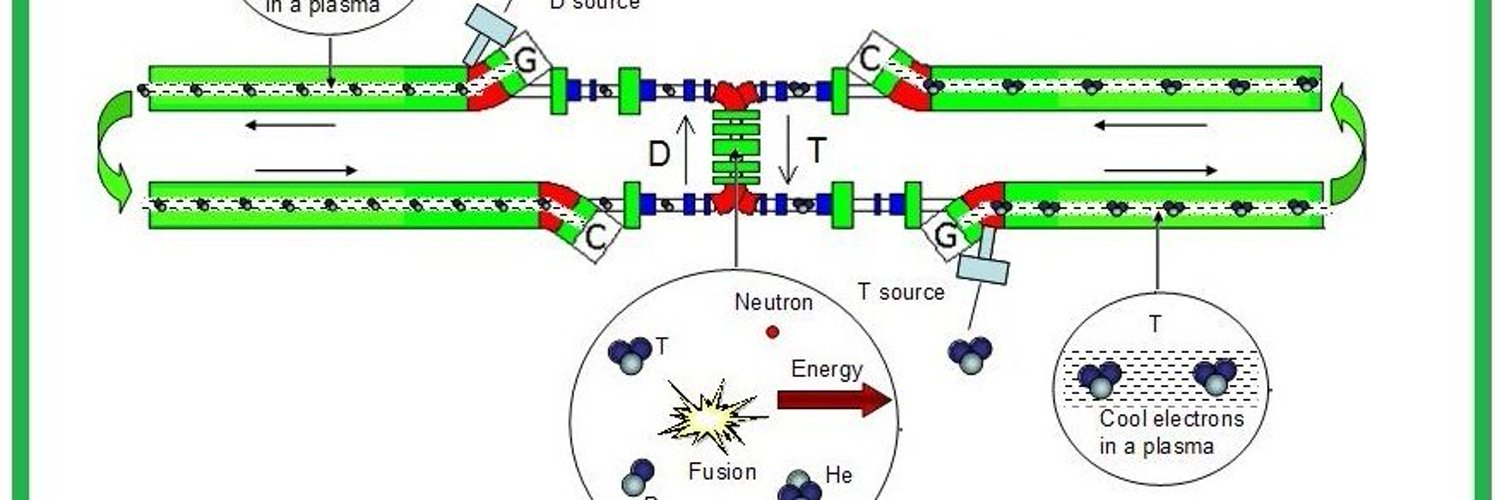 in a plasma
D source
G
C
D
T
C
G
T source
Neutron
T
T
Energy
Cool electrons
in a plasma
Fusion
He
D